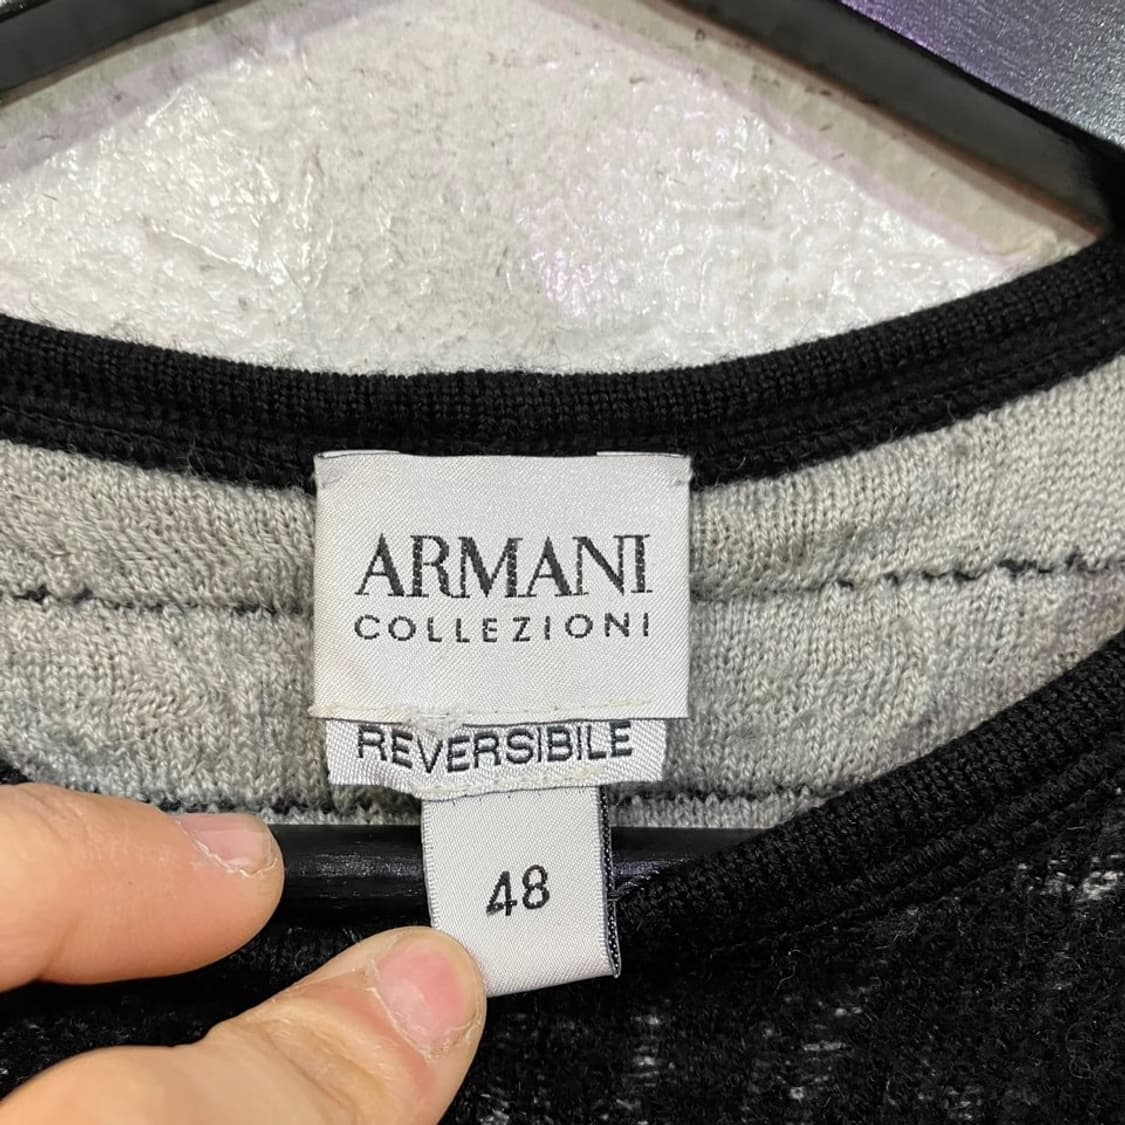 ARMANI
COLLEZIONI
REVERSIBILE
48